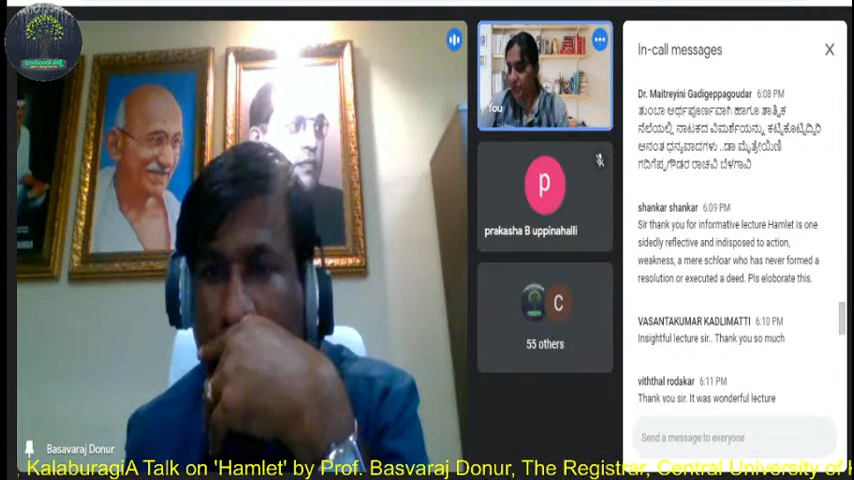 In-call messages
Dr. Maitreyini Gadigeppagoudar 6:08 PM
ತುಂಬಾ ಅರ್ಥಪೂರ್ಣವಾಗಿ ಹಾಗೂ ತಾತ್ವಿಕ
ನೆಲೆಯಲ್ಲಿ ನಾಟಕದ ವಿಮರ್ಶೆಯನ್ನು ಕಟ್ಟಿಕೊಟ್ಟಿದ್ದಿರಿ
ಅನಂತ ಧನ್ಯವಾದಗಳು ..ಡಾ ಮೈತ್ರೇಯಿಣಿ
ಗದಿಗೆಪ್ಪಗೌಡರ ರಾಚವಿ ಬೆಳಗಾವಿ
shankar shankar 6:09 PM
Sir thank you for informative lecture Hamlet is one
sidedly reflective and indisposed to action,
weakness, a mere schloar who has never formed a
resolution or executed a deed. Pls eloborate this.
VASANTAKUMAR KADLIMATTI 6:10 PM
Insightful lecture sir.. Thank you so much
viththal rodakar 6:11 PM
Thank you sir. It was wonderful lecture
Send a message to everyone
You
p
prakasha B uppinahalli
C
55 others
Basavaraj Donur
, KalaburagiA Talk on 'Hamlet' by Prof. Basvaraj Donur, The Registrar, Central University of